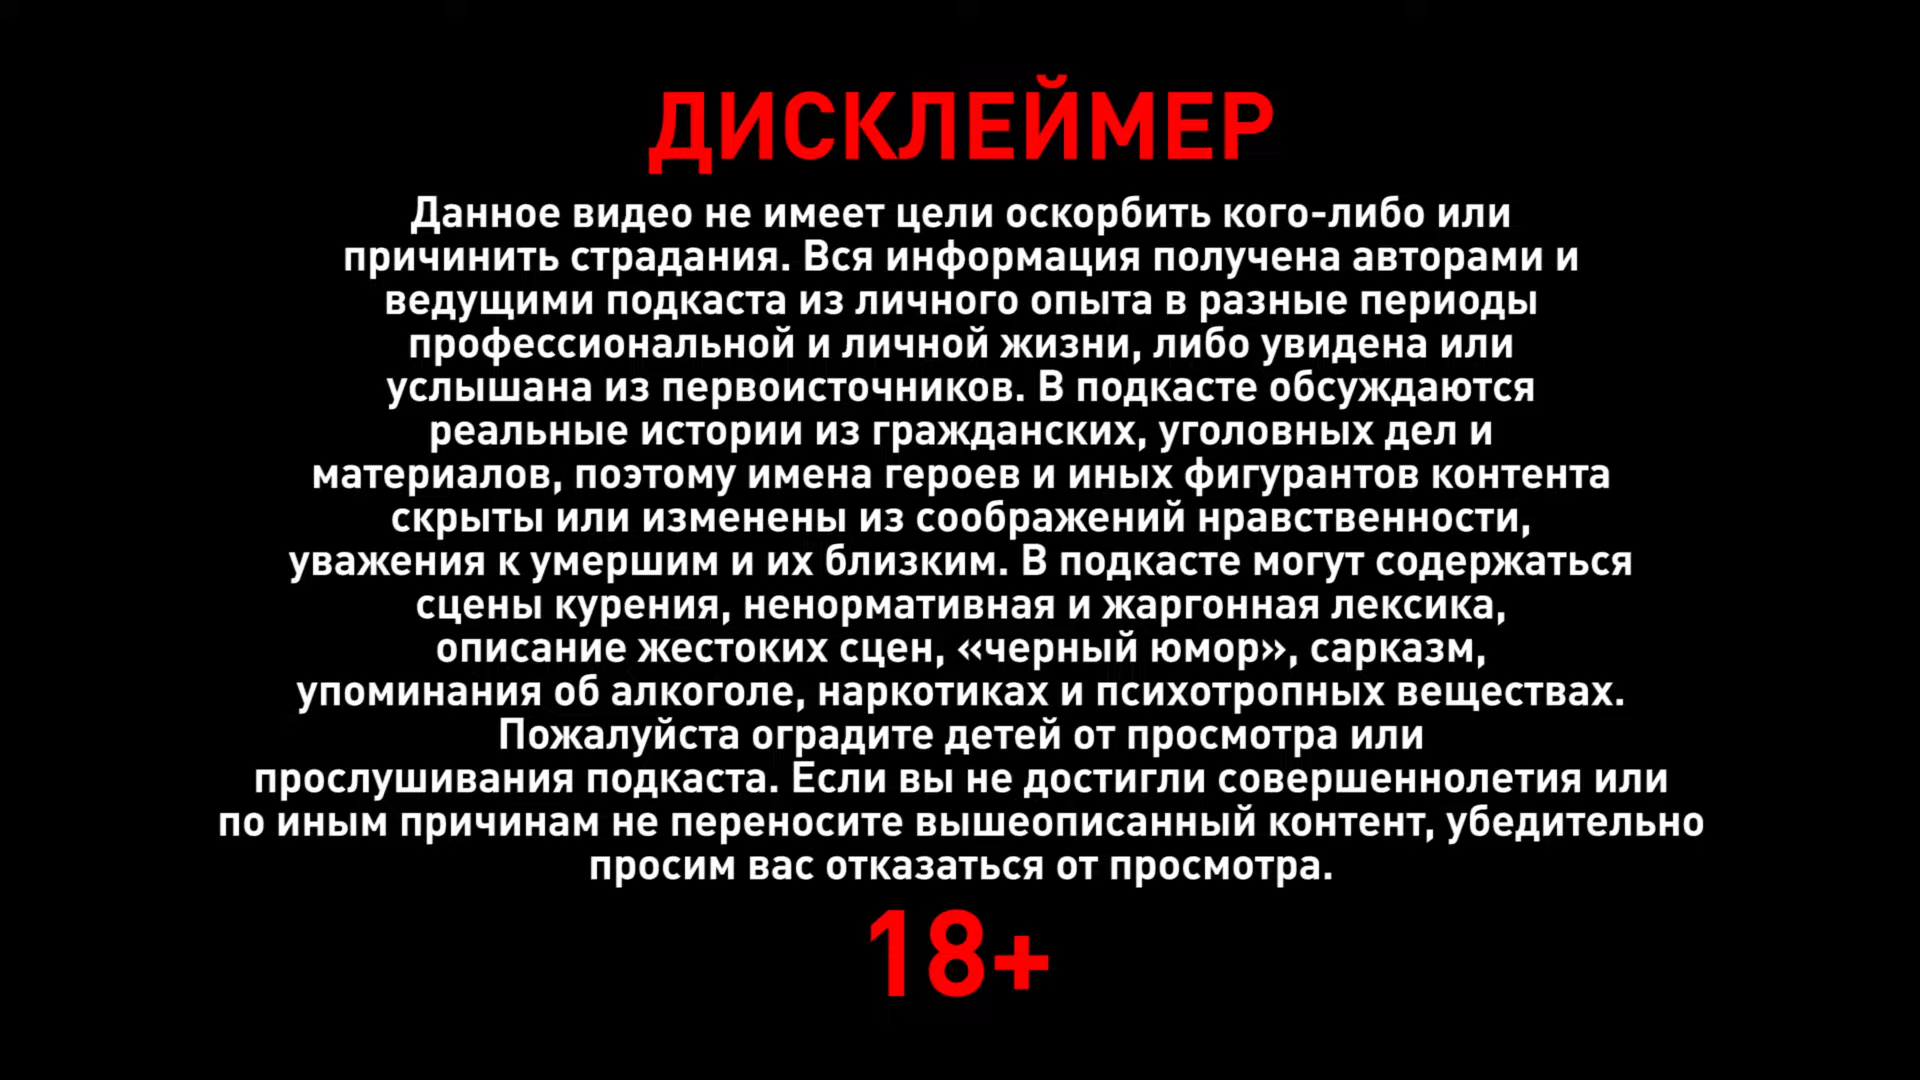 ДИСКЛЕЙМЕР
Данное видео не имеет цели оскорбить кого-либо или
причинить страдания. Вся информация получена авторами и
ведущими подкаста из личного опыта в разные периоды
профессиональной и личной жизни, либо увидена или
услышана из первоисточников. В подкасте обсуждаются
реальные истории из гражданских, уголовных дел и
материалов, поэтому имена героев и иных фигурантов контента
скрыты или изменены из соображений нравственности,
уважения к умершим и их близким. В подкасте могут содержаться
сцены курения, ненормативная и жаргонная лексика,
описание жестоких сцен, «черный юмор», сарказм,
упоминания об алкоголе, наркотиках и психотропных веществах.
Пожалуйста оградите детей от просмотра или
прослушивания подкаста. Если вы не достигли совершеннолетия или
по иным причинам не переносите вышеописанный контент, убедительно
просим вас отказаться от просмотра.
18+